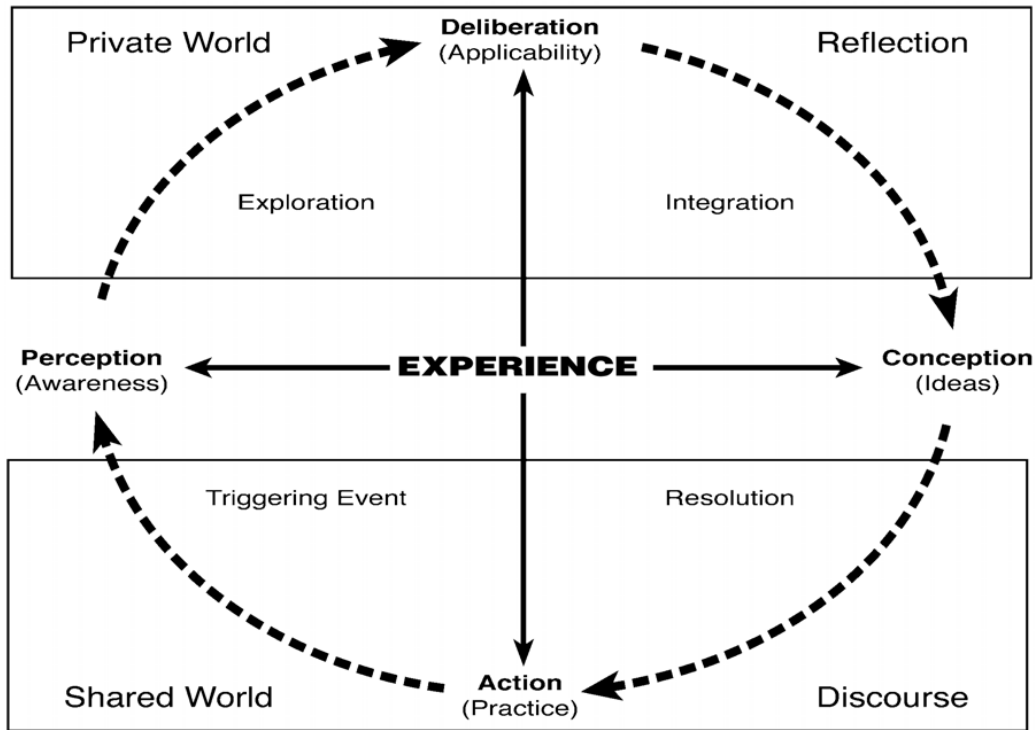 Private World
Deliberation
(Applicability)
Reflection
Exploration
Integration
Perception
(Awareness)
EXPERIENCE
Conception
(Ideas)
Triggering Event
Resolution
Shared World
Action
(Practice)
Discourse